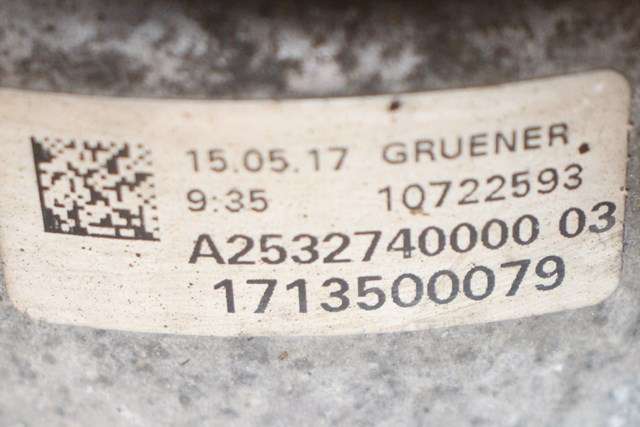 15.05.17 GRUENER
9:35 10722593
A2532740000 03
1713500079